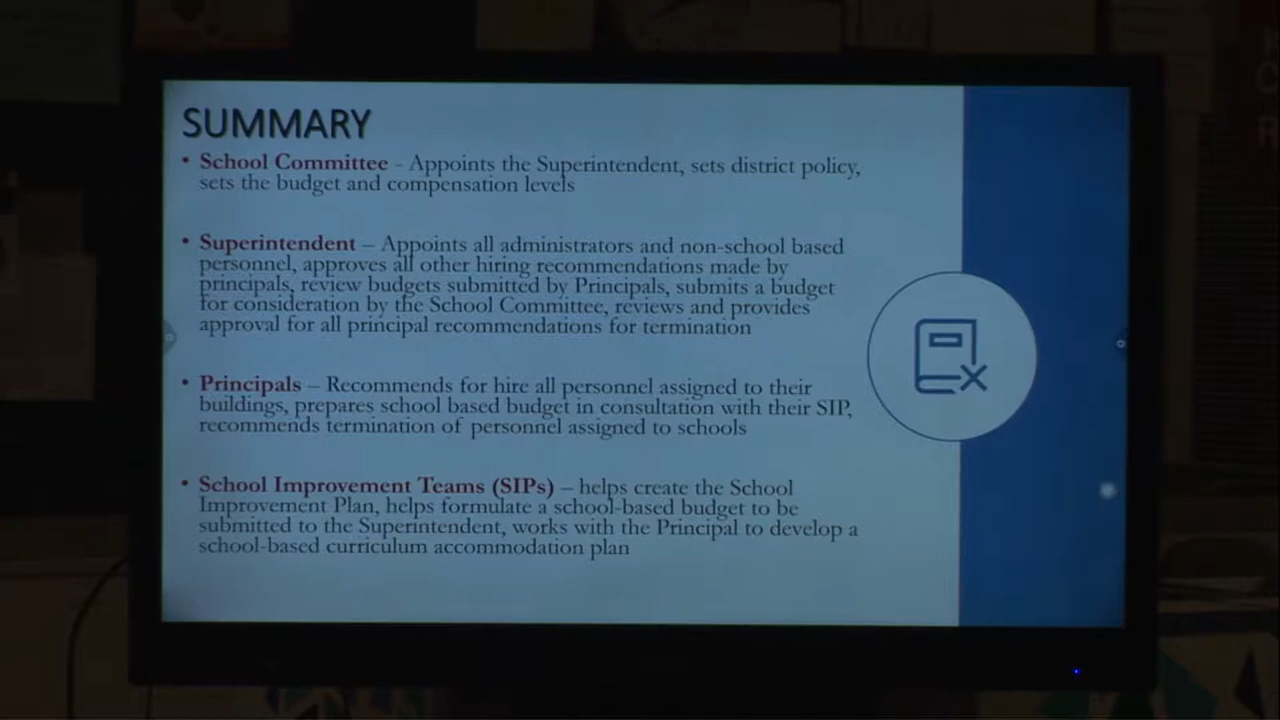 SUMMARY
• School Committee – Appoints the Superintendent, sets district policy,
sets the budget and compensation levels
• Superintendent – Appoints all administrators and non-school based
personnel, approves all other hiring recommendations made by
principals, review budgets submitted by Principals, submits a budget
for consideration by the School Committee, reviews and provides
approval for all principal recommendations for termination
• Principals – Recommends for hire all personnel assigned to their
buildings, prepares school based budget in consultation with their SIP,
recommends termination of personnel assigned to schools
• School Improvement Teams (SIPs) – helps create the School
Improvement Plan, helps formulate a school-based budget to be
submitted to the Superintendent, works with the Principal to develop a
school-based curriculum accommodation plan